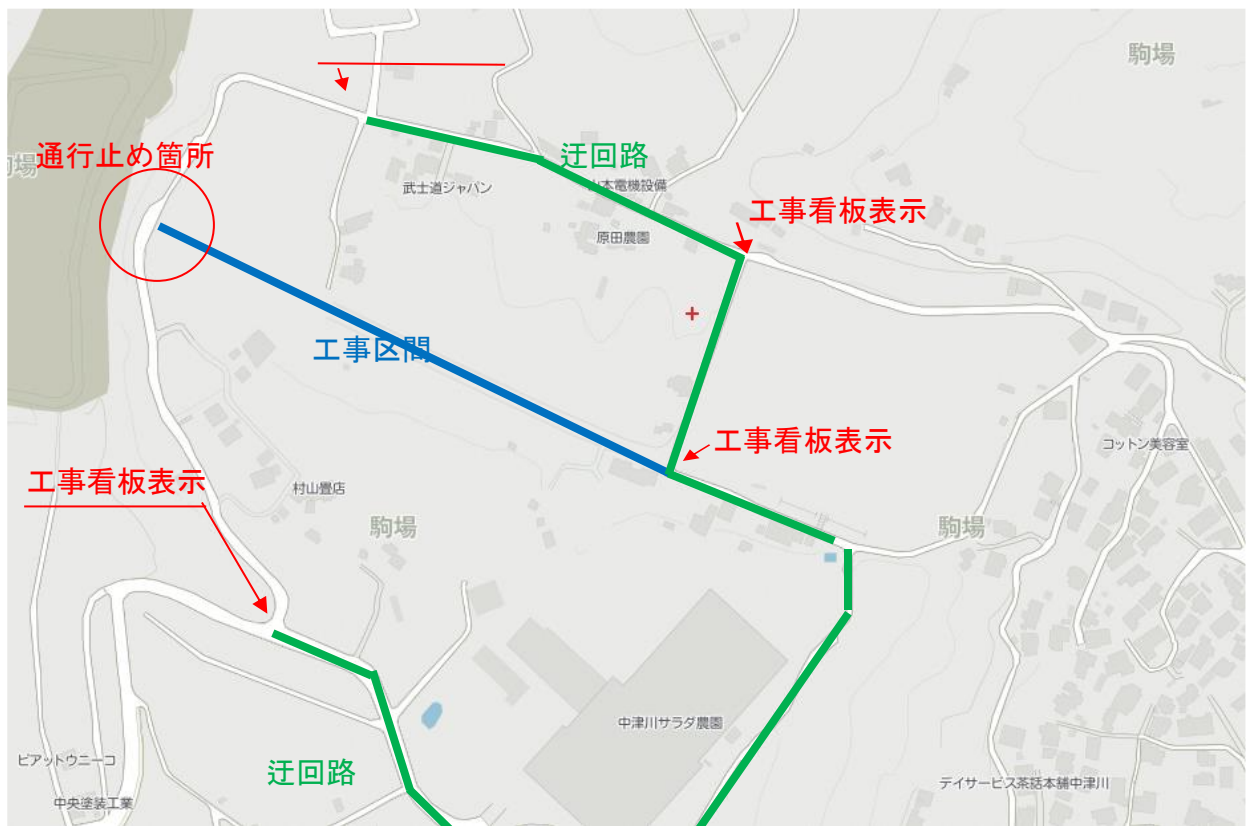 駒場
通行止め箇所
迂回路
武士道ジャパン
山本電機設備
工事看板表示
原田農園
工事区間
工事看板表示
コットン美容室
工事看板表示
村山畳店
駒場
駒場
中津川サラダ農園
ピアットウニーコ
迂回路
デイサービス茶話本舗中津川
中央塗装工業